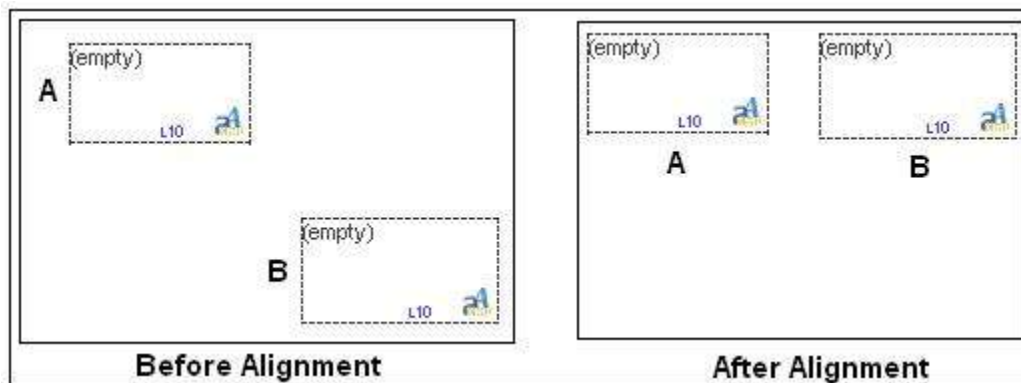 (empty)
A
L10
(empty)
B
L10
Before Alignment
(empty)
L10
A
(empty)
L10
B
After Alignment